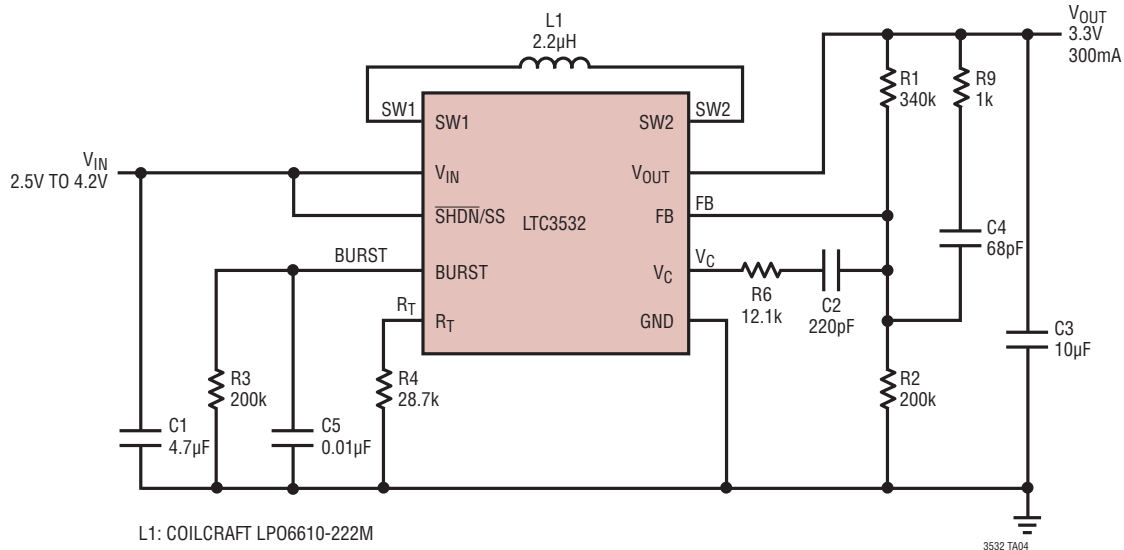 L1
2.2µH
VOUT
3.3V
300mA
R1
340k
R9
1k
SW1
SW2
SW1
SW2
VIN
2.5V TO 4.2V
VIN
VOUT
SHDN/SS
LTC3532
FB
FB
C4
68pF
BURST
BURST
VC
VC
R6
12.1k
C2
220pF
RT
RT
GND
C3
10µF
R3
200k
R4
28.7k
R2
200k
C1
4.7µF
C5
0.01µF
L1: COILCRAFT LPO6610-222M
3532 TA04